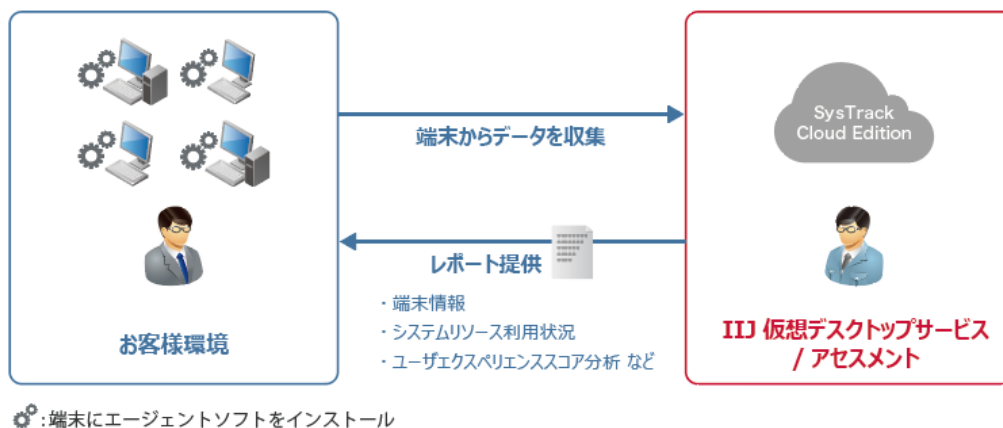 SysTrack
Cloud Edition
端末からデータを収集
レポート提供
・端末情報
・システムリソース利用状況
・ユーザエクスペリエンススコア分析 など
お客様環境
IIJ 仮想デスクトップサービス
/ アセスメント
:端末にエージェントソフトをインストール